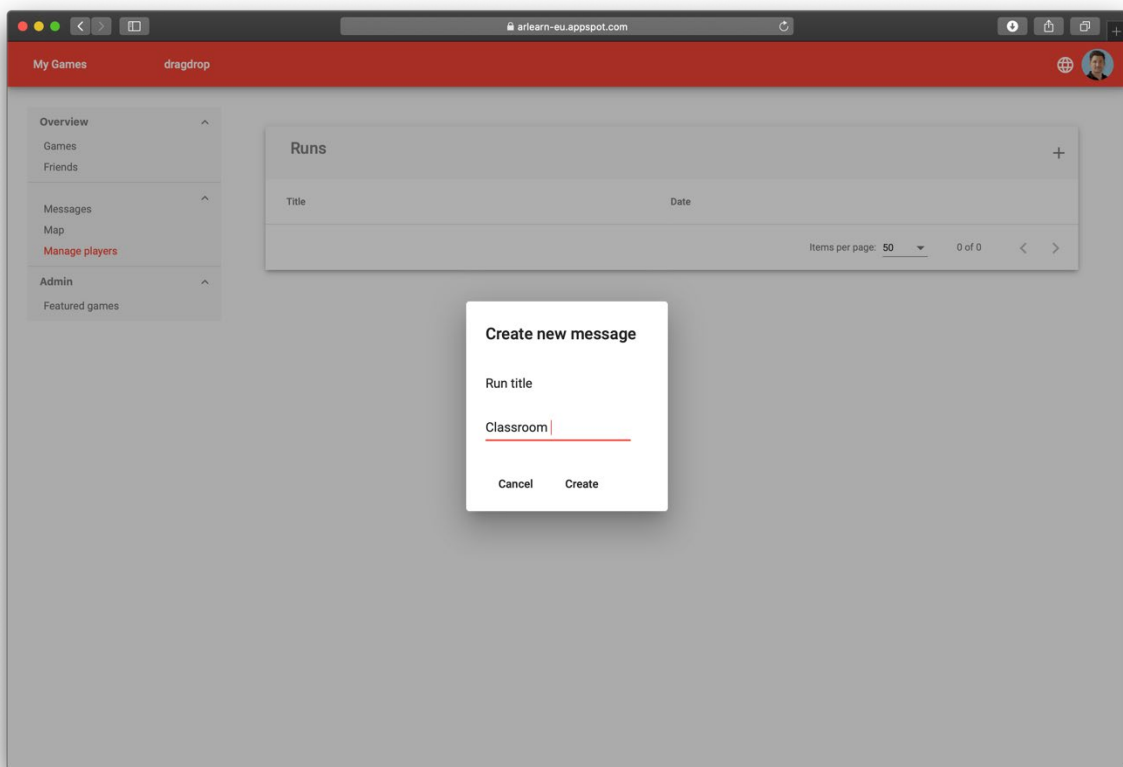 arlearn-eu.appspot.com
My Games dragdrop
Overview
Games
Friends
Messages
Map
Manage players
Admin
Featured games
Runs
Title Date
Items per page: 50 0 of 0
Create new message
Run title
Classroom
Cancel Create